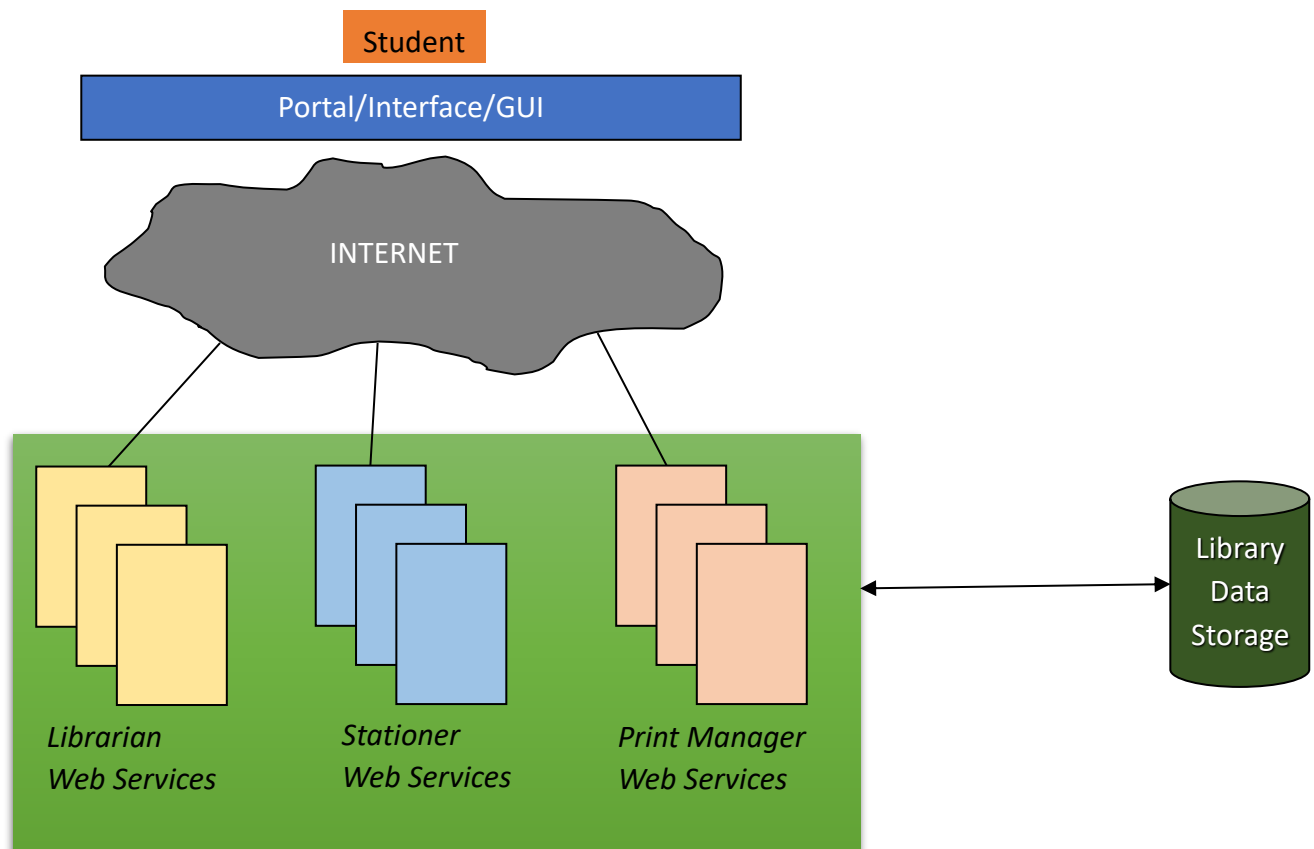 Student
Portal/Interface/GUI
INTERNET
Library
Data
Storage
Librarian
Web Services
Stationer
Web Services
Print Manager
Web Services